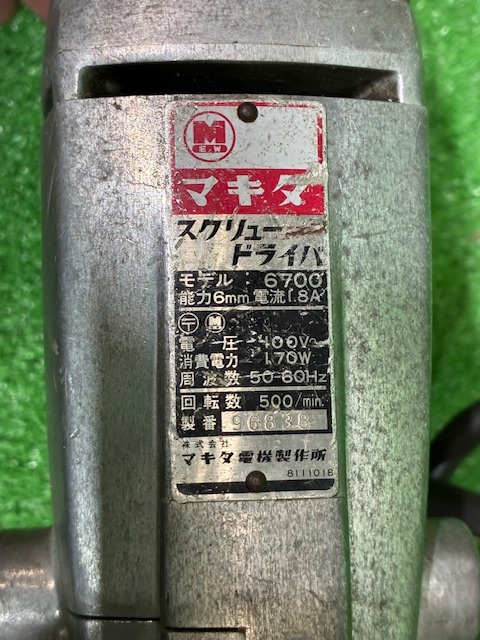 M
E.W
マキタ
スクリュー
ドライバ
モデル 6700
能力6mm 電流1.8A
〒 M
電圧 100V~
消費電力 170W
周波数 50-60Hz
回転数 500/min.
製番 96838
株式会社
マキタ電機製作所
8111018